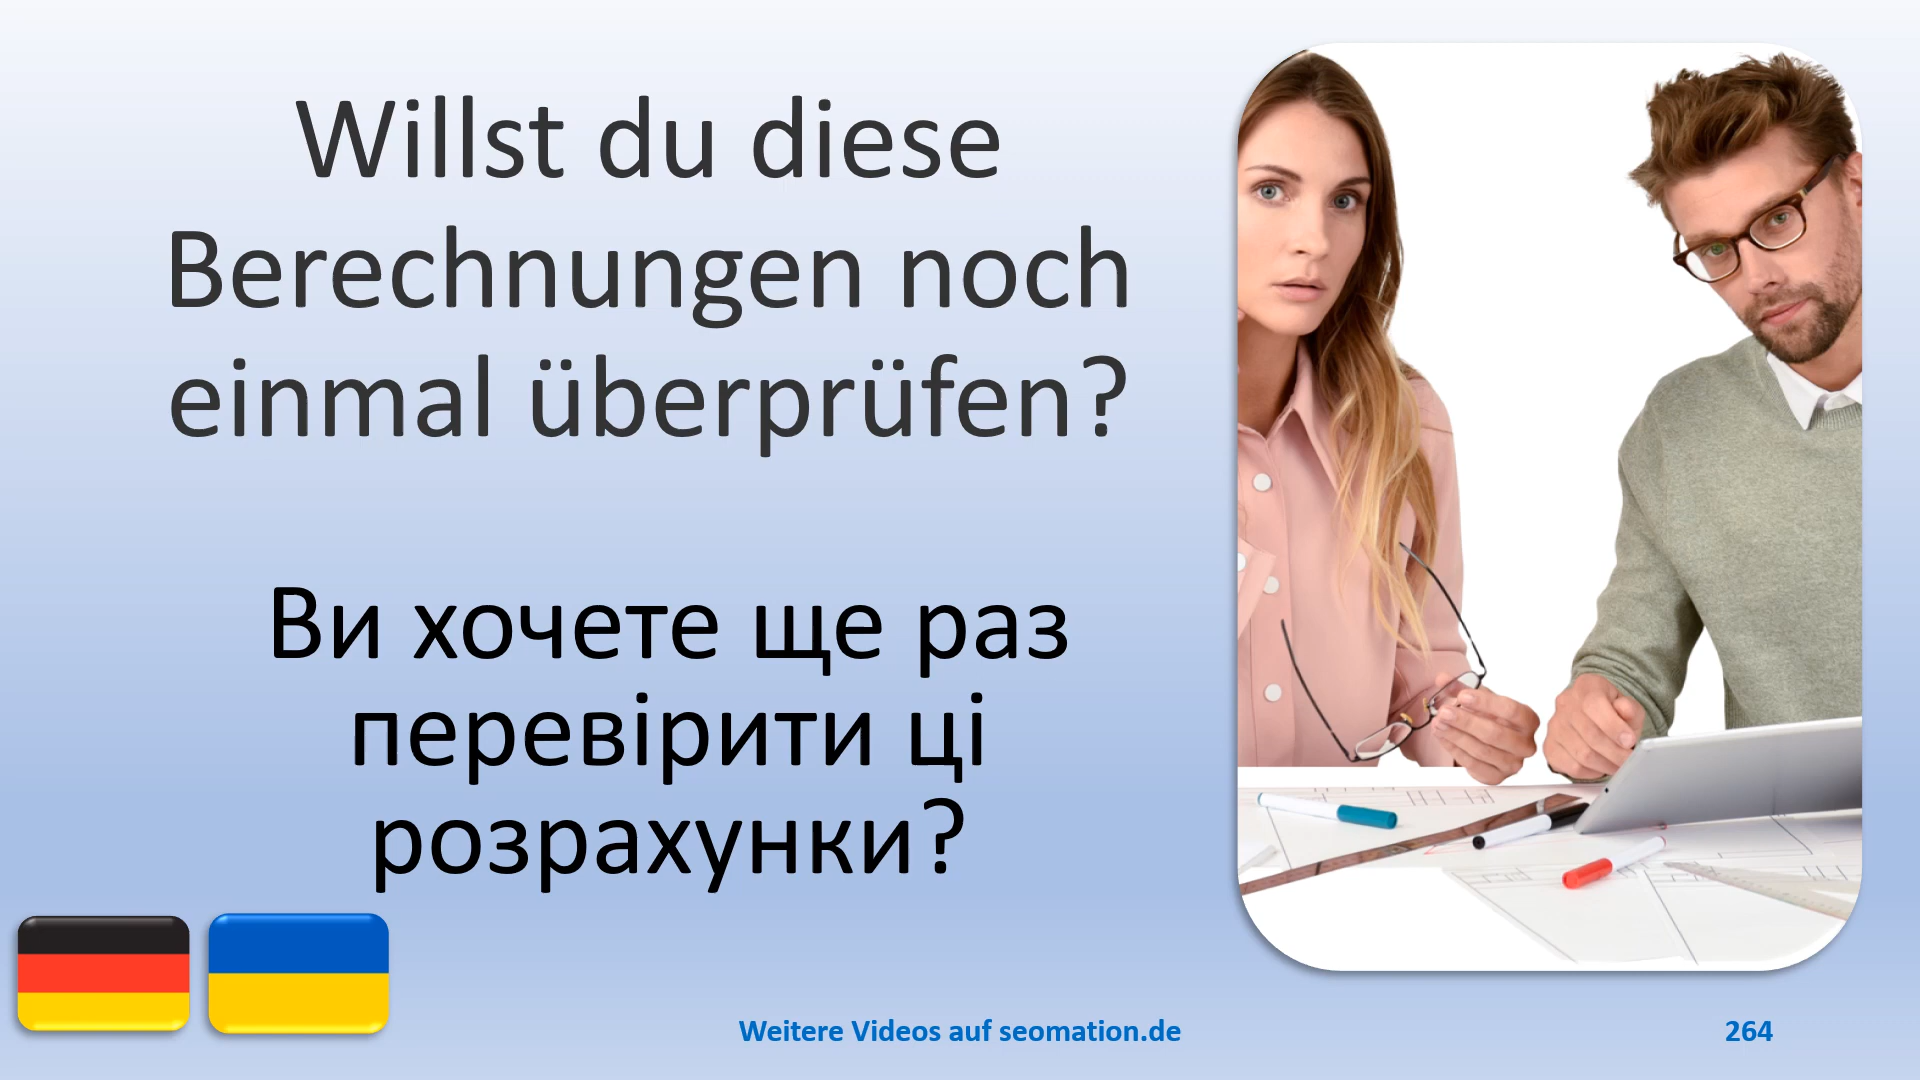 Willst du diese
Berechnungen noch
einmal überprüfen?
Ви хочете ще раз
перевірити ці
розрахунки?
Weitere Videos auf seomation.de
264